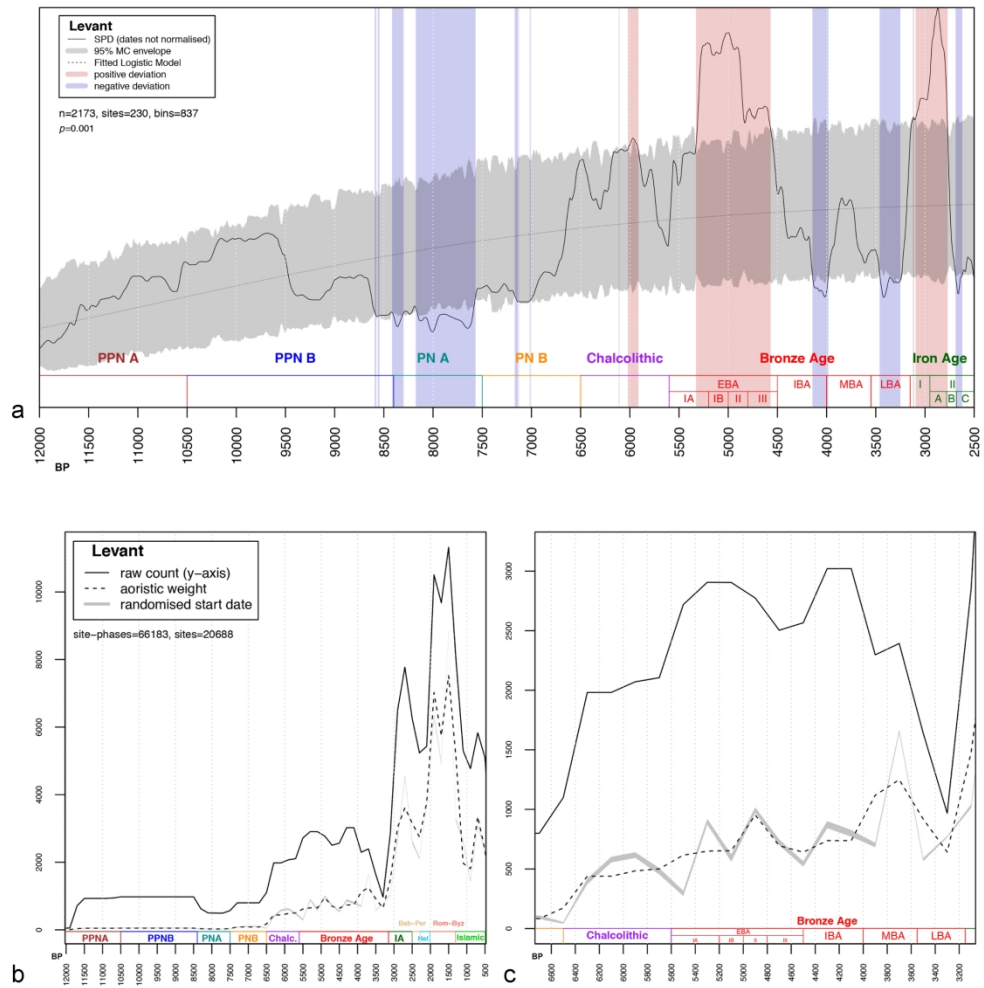 Levant
SPD (dates not normalised)
95% MC envelope
Fitted Logistic Model
positive deviation
negative deviation
n=2173, sites=230, bins=837
p=0.001
PPN A
PPN B
PN A
PN B
Chalcolithic
Bronze Age
Iron Age
EBA
IBA
MBA
LBA
I
II
IA
IB
II
III
A
B
C
a
12000
11500
11000
10500
10000
9500
9000
8500
8000
7500
7000
6500
6000
5500
5000
4500
4000
3500
3000
2500
BP
Levant
raw count (y-axis)
aoristic weight
randomised start date
site-phases=66183, sites=20688
10000
8000
6000
4000
2000
0
Bab-Per
Rom-Byz
PPNA
PPNB
PNA
PNB
Chalc.
Bronze Age
IA
Hel
Islamic
BP
12000
11500
11000
10500
10000
9500
9000
8500
8000
7500
7000
6500
6000
5500
5000
4500
4000
3500
3000
2500
2000
1500
1000
500
b
3000
2500
2000
1500
1000
500
0
Bronze Age
Chalcolithic
EBA
IA
IB
II
III
IBA
MBA
LBA
BP
6600
6400
6200
6000
5800
5600
5400
5200
5000
4800
4600
4400
4200
4000
3800
3600
3400
3200
c